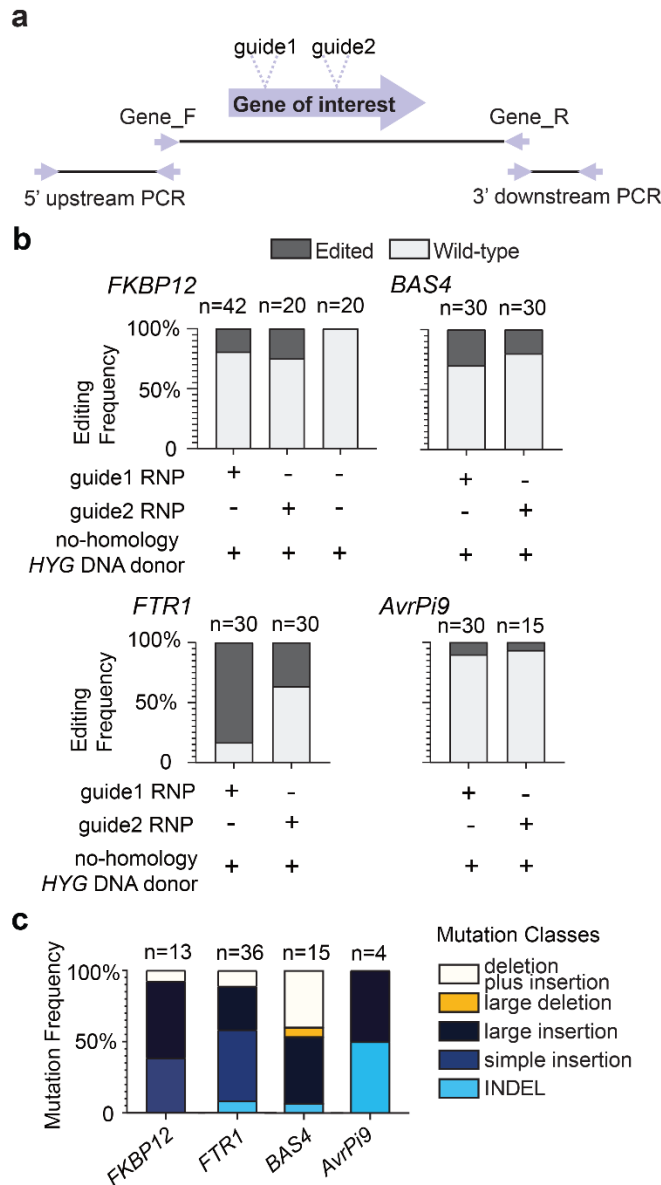 a
guide1 guide2
Gene of interest
Gene_F Gene_R
5' upstream PCR 3' downstream PCR
b
Edited Wild-type
FKBP12 BAS4
n=42 n=20 n=20 n=30 n=30
100%
50%
0
Editing
Frequency
guide1 RNP + - - + -
guide2 RNP - + - - +
no-homology
HYG DNA donor + + + + +
FTR1 AvrPi9
n=30 n=30 n=30 n=15
100%
50%
0
Editing
Frequency
guide1 RNP + - + -
guide2 RNP - + - +
no-homology
HYG DNA donor + + + +
c
n=13 n=36 n=15 n=4
100%
50%
0
Mutation Frequency
FKBP12 FTR1 BAS4 AvrPi9
Mutation Classes
deletion
plus insertion
large deletion
large insertion
simple insertion
INDEL